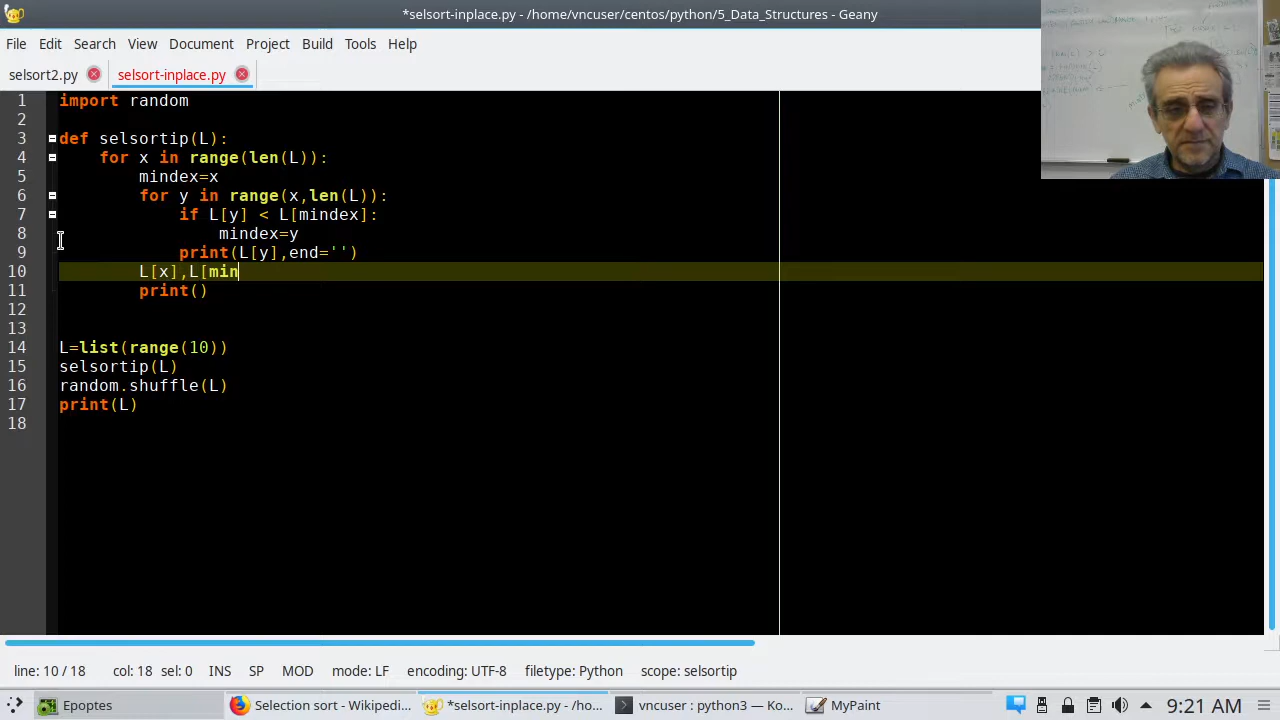 *selsort-inplace.py - /home/vncuser/centos/python/5_Data_Structures - Geany
File Edit Search View Document Project Build Tools Help
selsort2.py selsort-inplace.py
1 import random
2
3 def selsortip(L):
4     for x in range(len(L)):
5         mindex=x
6         for y in range(x,len(L)):
7             if L[y] < L[mindex]:
8                 mindex=y
9             print(L[y],end='')
10         L[x],L[min
11         print()
12
13
14 L=list(range(10))
15 selsortip(L)
16 random.shuffle(L)
17 print(L)
18
line: 10 / 18 col: 18 sel: 0 INS SP MOD mode: LF encoding: UTF-8 filetype: Python scope: selsortip
Epoptes Selection sort - Wikipedi... *selsort-inplace.py - /ho... vncuser : python3 — Ko... MyPaint 9:21 AM